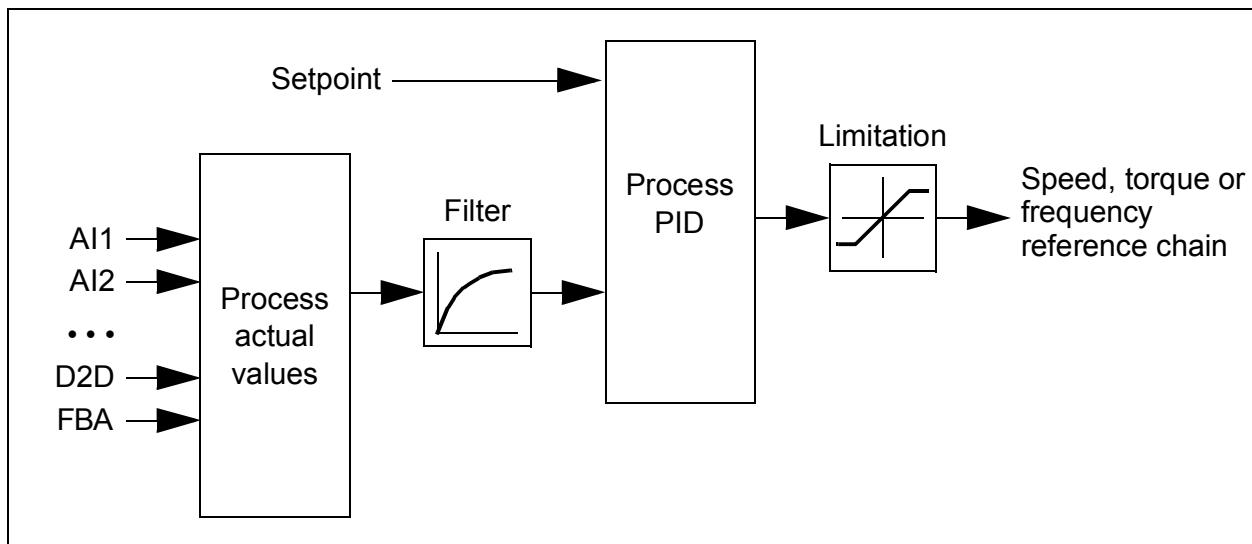 Setpoint
AI1
AI2
• • •
D2D
FBA
Process
actual
values
Filter
Process
PID
Limitation
Speed, torque or
frequency
reference chain